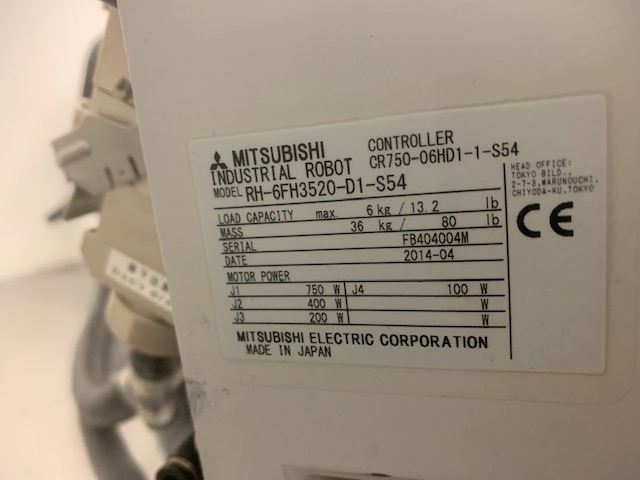 MITSUBISHI
INDUSTRIAL ROBOT
CONTROLLER
CR750-06HD1-1-S54
MODEL RH-6FH3520-D1-S54
LOAD CAPACITY max. 6 kg / 13.2 lb
MASS 36 kg / 80 lb
SERIAL FB404004M
DATE 2014-04
MOTOR POWER
J1 750 W J4 100 W
J2 400 W W
J3 200 W W
MITSUBISHI ELECTRIC CORPORATION
MADE IN JAPAN
HEAD OFFICE:
TOKYO BILD.,
2-7-3, MARUNOUCHI,
CHIYODA-KU, TOKYO
CE